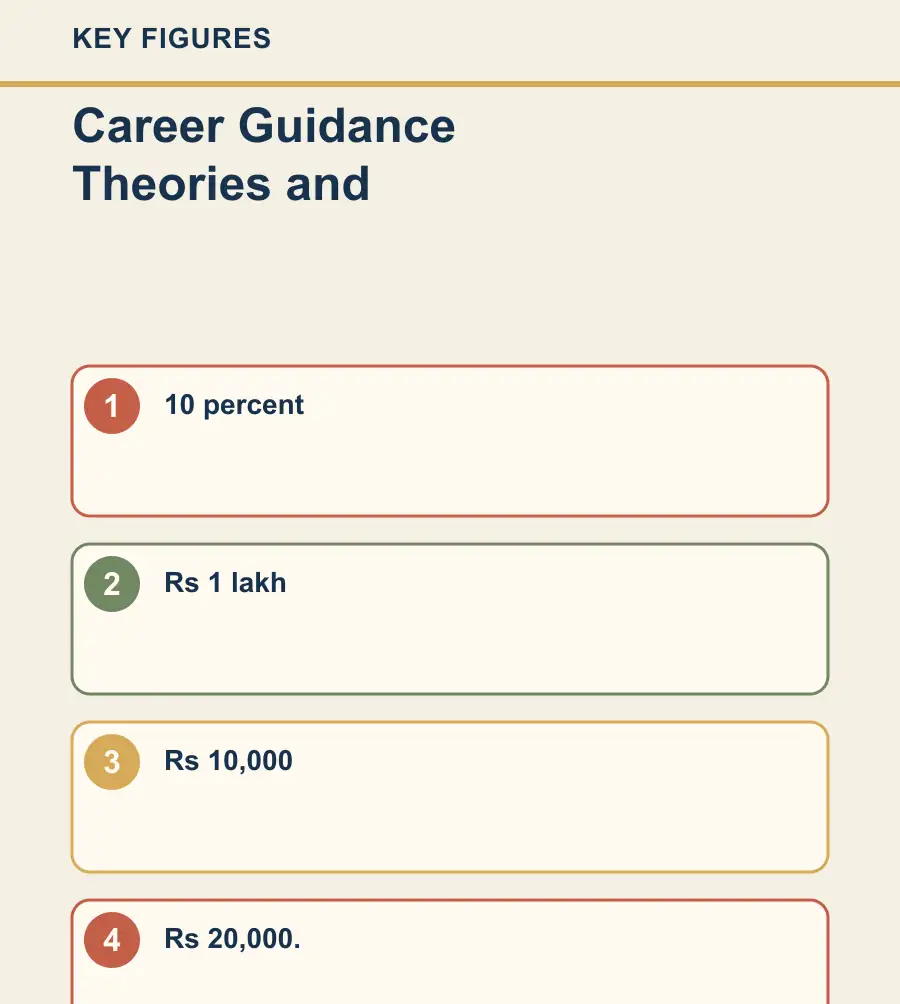 KEY FIGURES
Career Guidance
Theories and
1
10 percent
2
Rs 1 lakh
3
Rs 10,000
4
Rs 20,000.